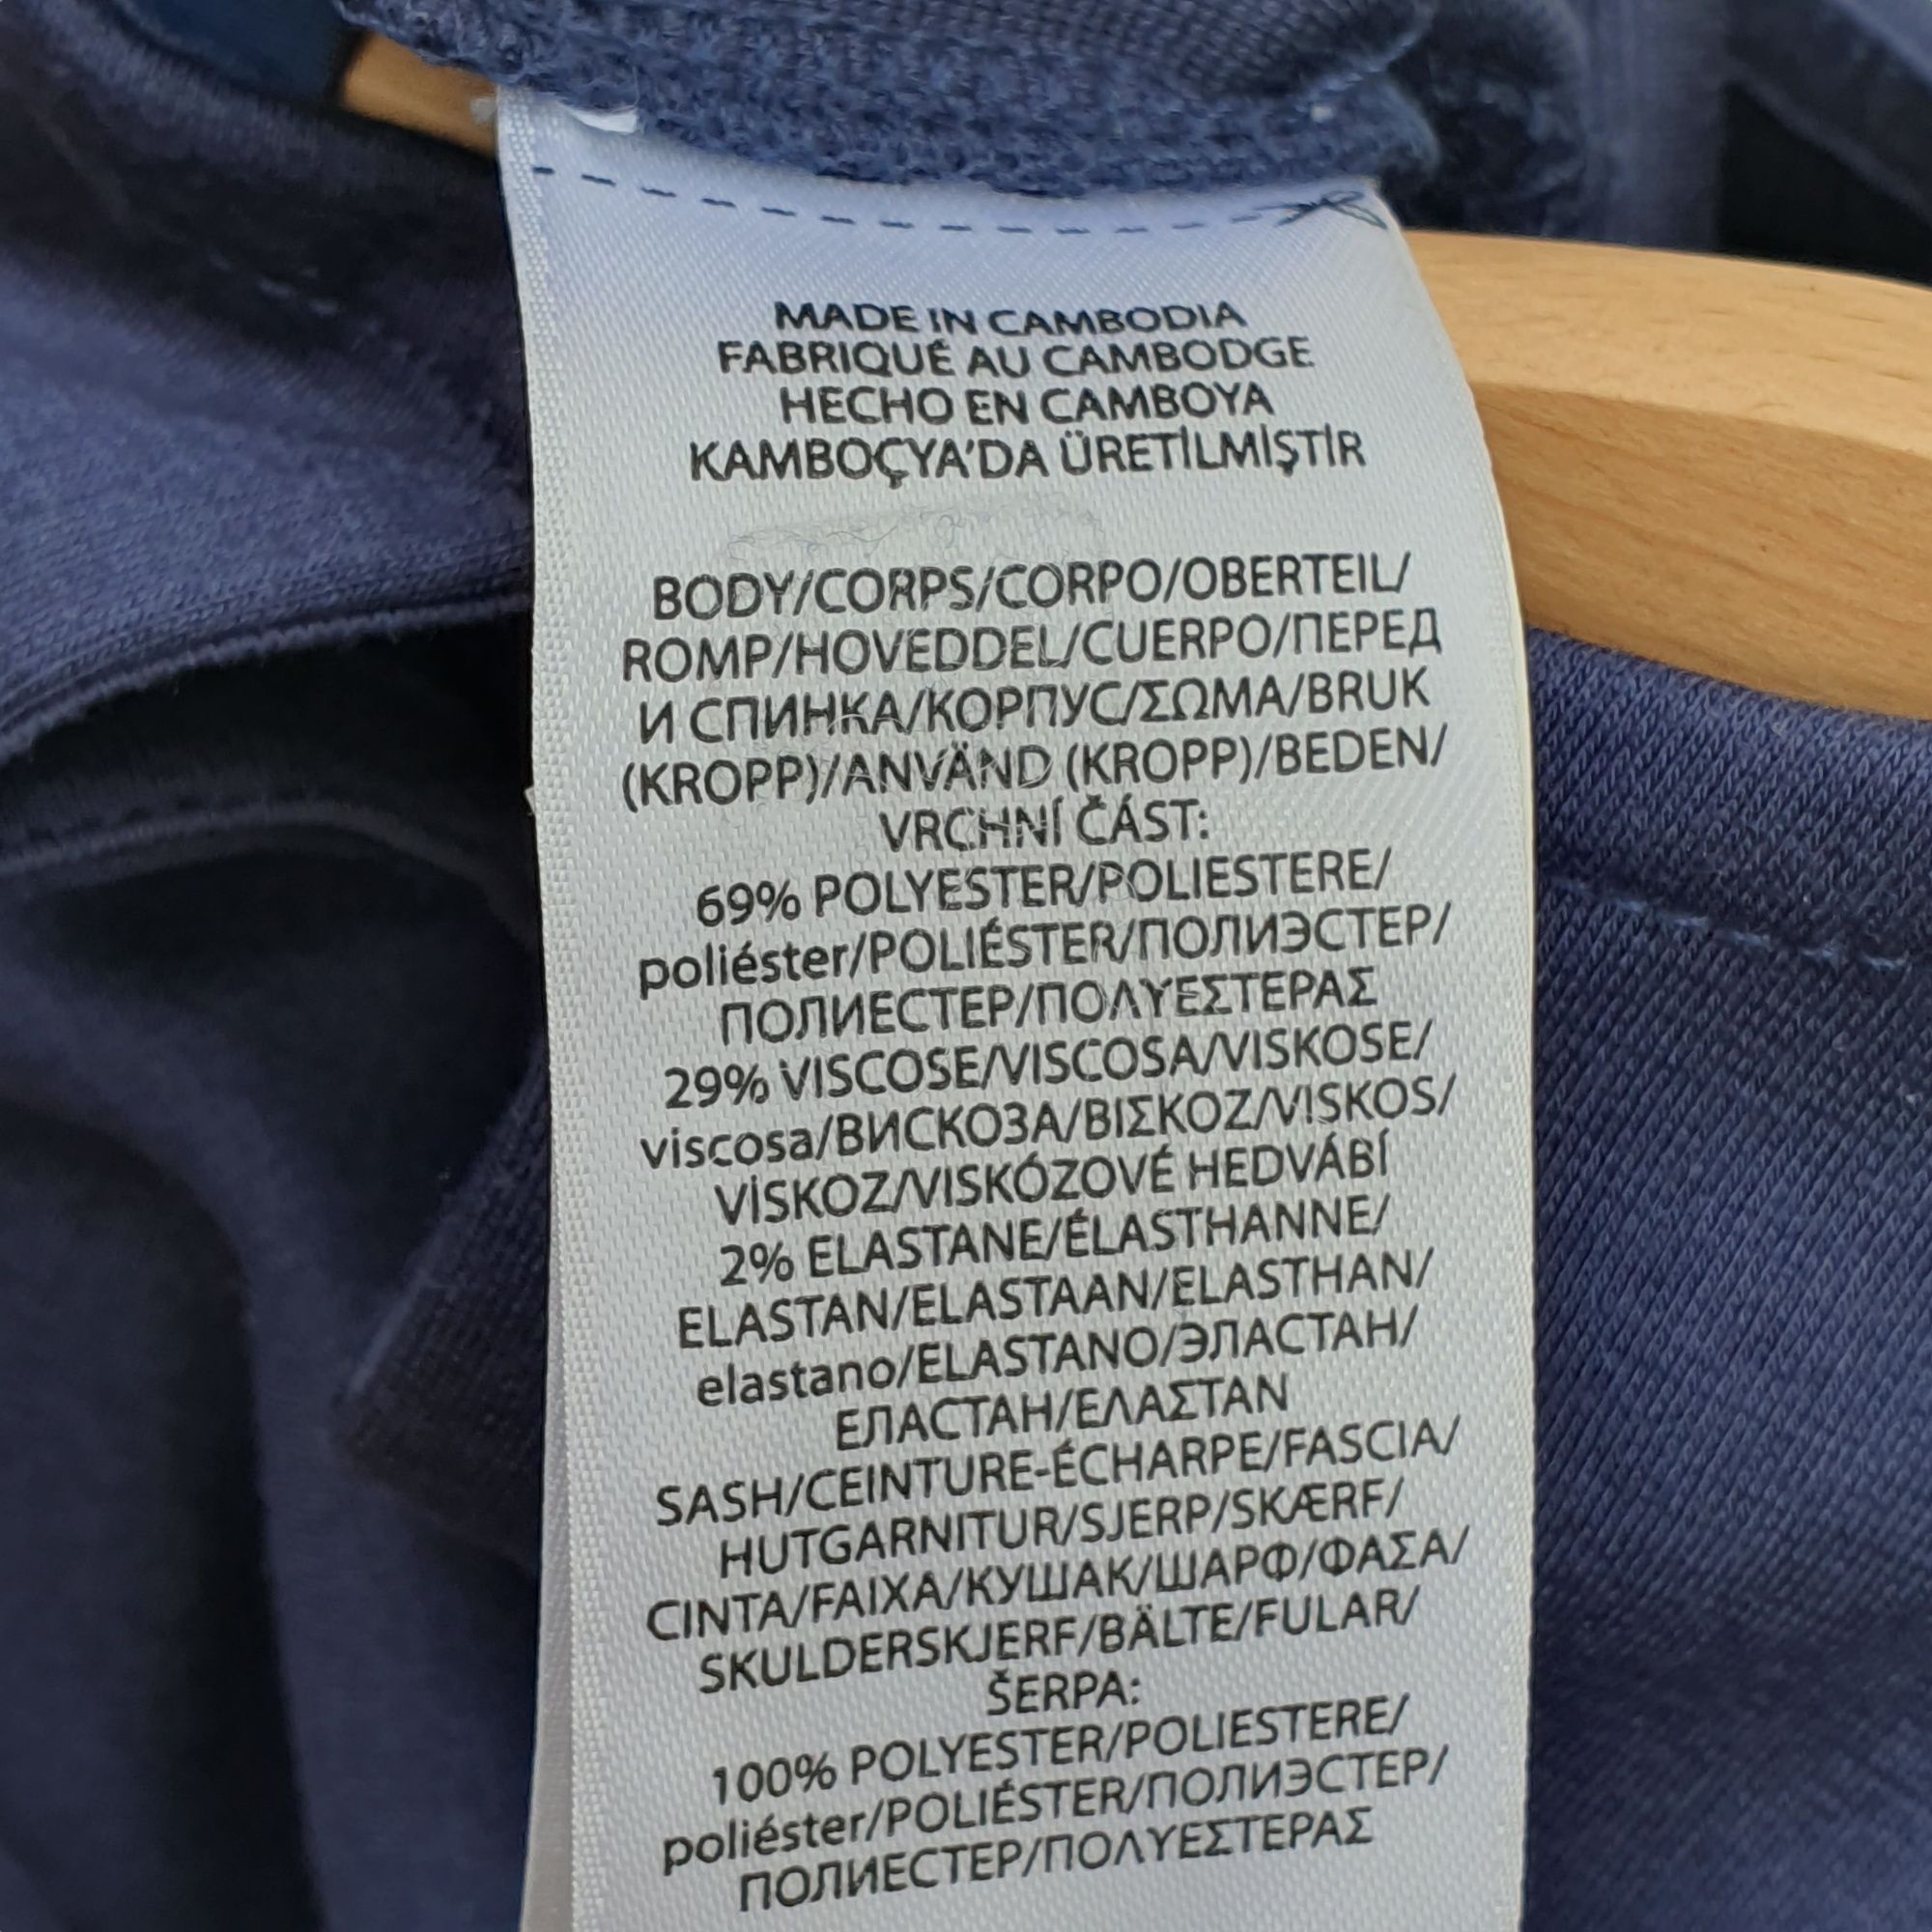 MADE IN CAMBODIA
FABRIQUÉ AU CAMBODGE
HECHO EN CAMBOYA
KAMBOÇYA'DA ÜRETİLMİŞTİR
BODY/CORPS/CORPO/OBERTEIL/
ROMP/HOVEDDEL/CUERPO/ПЕРЕД
И СПИНКА/КОРПУС/ΣΩΜΑ/BRUK
(KROPP)/ANVÄND (KROPP)/BEDEN/
VRCHNÍ ČÁST:
69% POLYESTER/POLIESTERE/
poliéster/POLIÉSTER/ПОЛИЭСТЕР/
ПОЛИЕСТЕР/ΠΟΛΥΕΣΤΕΡΑΣ
29% VISCOSE/VISCOSA/VISKOSE/
viscosa/ВИСКОЗА/ΒΙΣΚΟΖ/VISKOS/
VİSKOZ/VISKÓZOVÉ HEDVÁBÍ
2% ELASTANE/ÉLASTHANNE/
ELASTAN/ELASTAAN/ELASTHAN/
elastano/ELASTANO/ЭЛАСТАН/
ЕЛАСТАН/ΕΛΑΣΤΑΝ
SASH/CEINTURE-ÉCHARPE/FASCIA/
HUTGARNITUR/SJERP/SKÆRF/
CINTA/FAIXA/КУШАК/ШАРФ/ΦΑΣΑ/
SKULDERSKJERF/BÄLTE/FULAR/
ŠERPA:
100% POLYESTER/POLIESTERE/
poliéster/POLIÉSTER/ПОЛИЭСТЕР/
ПОЛИЕСТЕР/ΠΟΛΥΕΣΤΕΡΑΣ